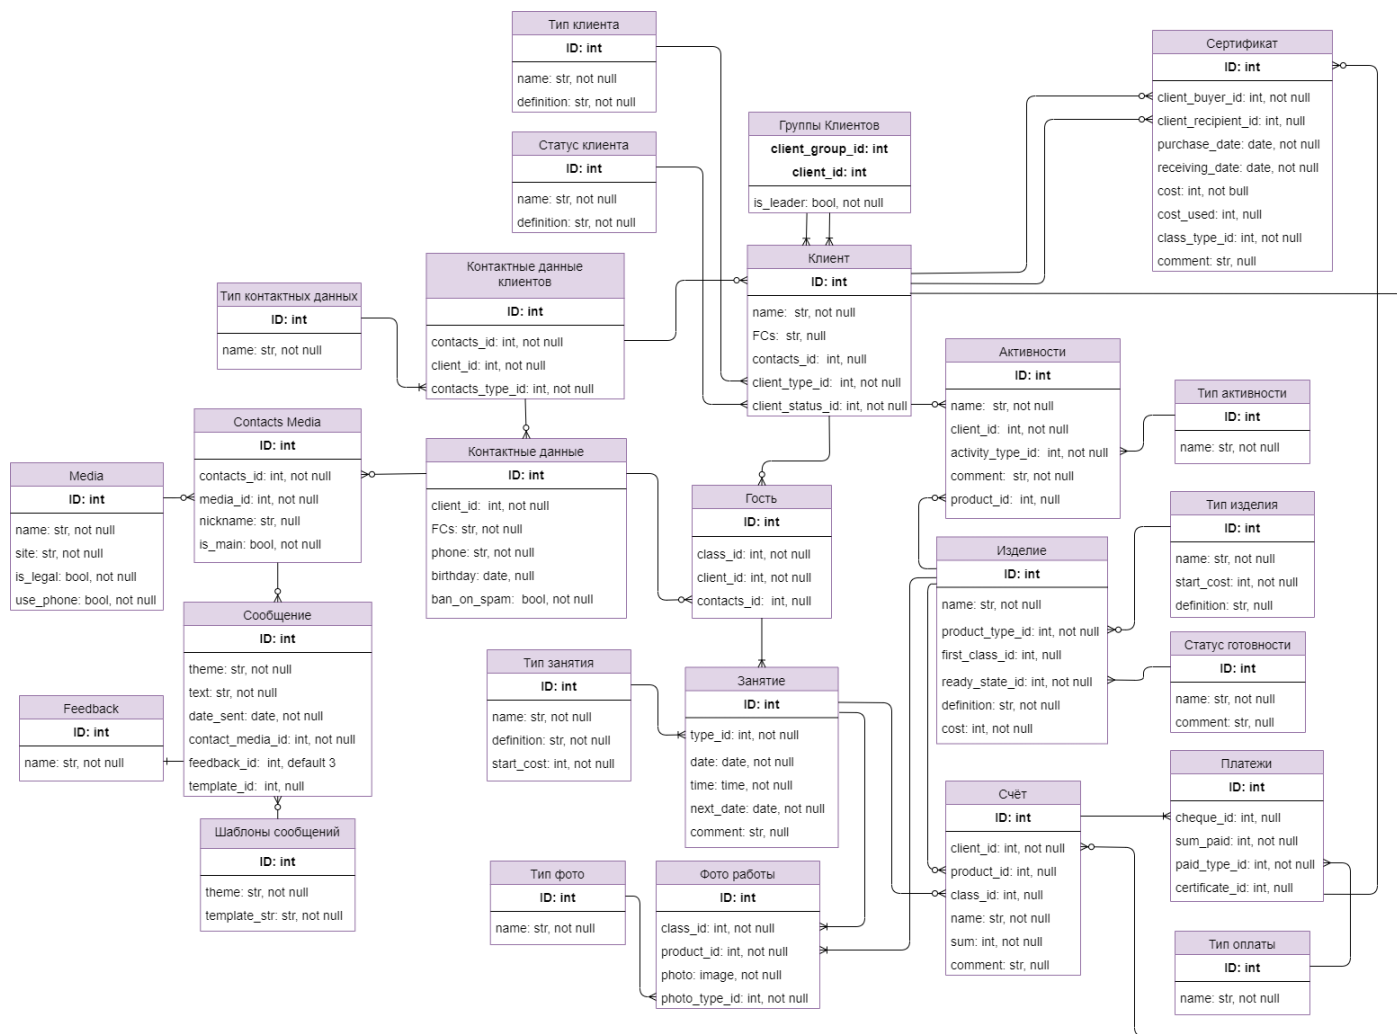 Тип клиента
ID: int
name: str, not null
definition: str, not null
Статус клиента
ID: int
name: str, not null
definition: str, not null
Группы Клиентов
client_group_id: int
client_id: int
is_leader: bool, not null
Сертификат
ID: int
client_buyer_id: int, not null
client_recipient_id: int, null
purchase_date: date, not null
receiving_date: date, not null
cost: int, not bull
cost_used: int, null
class_type_id: int, not null
comment: str, null
Клиент
ID: int
name: str, not null
FCs: str, null
contacts_id: int, null
client_type_id: int, not null
client_status_id: int, not null
Контактные данные
клиентов
ID: int
contacts_id: int, not null
client_id: int, not null
contacts_type_id: int, not null
Тип контактных данных
ID: int
name: str, not null
Активности
ID: int
name: str, not null
client_id: int, not null
activity_type_id: int, not null
comment: str, not null
product_id: int, null
Тип активности
ID: int
name: str, not null
Contacts Media
ID: int
contacts_id: int, not null
media_id: int, not null
nickname: str, null
is_main: bool, not null
Контактные данные
ID: int
client_id: int, not null
FCs: str, not null
phone: str, not null
birthday: date, null
ban_on_spam: bool, not null
Media
ID: int
name: str, not null
site: str, not null
is_legal: bool, not null
use_phone: bool, not null
Гость
ID: int
class_id: int, not null
client_id: int, not null
contacts_id: int, null
Тип изделия
ID: int
name: str, not null
start_cost: int, not null
definition: str, null
Изделие
ID: int
name: str, not null
product_type_id: int, not null
first_class_id: int, null
ready_state_id: int, not null
definition: str, not null
cost: int, not null
Статус готовности
ID: int
name: str, not null
comment: str, null
Сообщение
ID: int
theme: str, not null
text: str, not null
date_sent: date, not null
contact_media_id: int, not null
feedback_id: int, default 3
template_id: int, null
Feedback
ID: int
name: str, not null
Шаблоны сообщений
ID: int
theme: str, not null
template_str: str, not null
Тип занятия
ID: int
name: str, not null
definition: str, not null
start_cost: int, not null
Занятие
ID: int
type_id: int, not null
date: date, not null
time: time, not null
next_date: date, not null
comment: str, null
Платежи
ID: int
cheque_id: int, null
sum_paid: int, not null
paid_type_id: int, not null
certificate_id: int, null
Счёт
ID: int
client_id: int, not null
product_id: int, null
class_id: int, null
name: str, not null
sum: int, not null
comment: str, null
Тип фото
ID: int
name: str, not null
Фото работы
ID: int
class_id: int, not null
product_id: int, not null
photo: image, not null
photo_type_id: int, not null
Тип оплаты
ID: int
name: str, not null